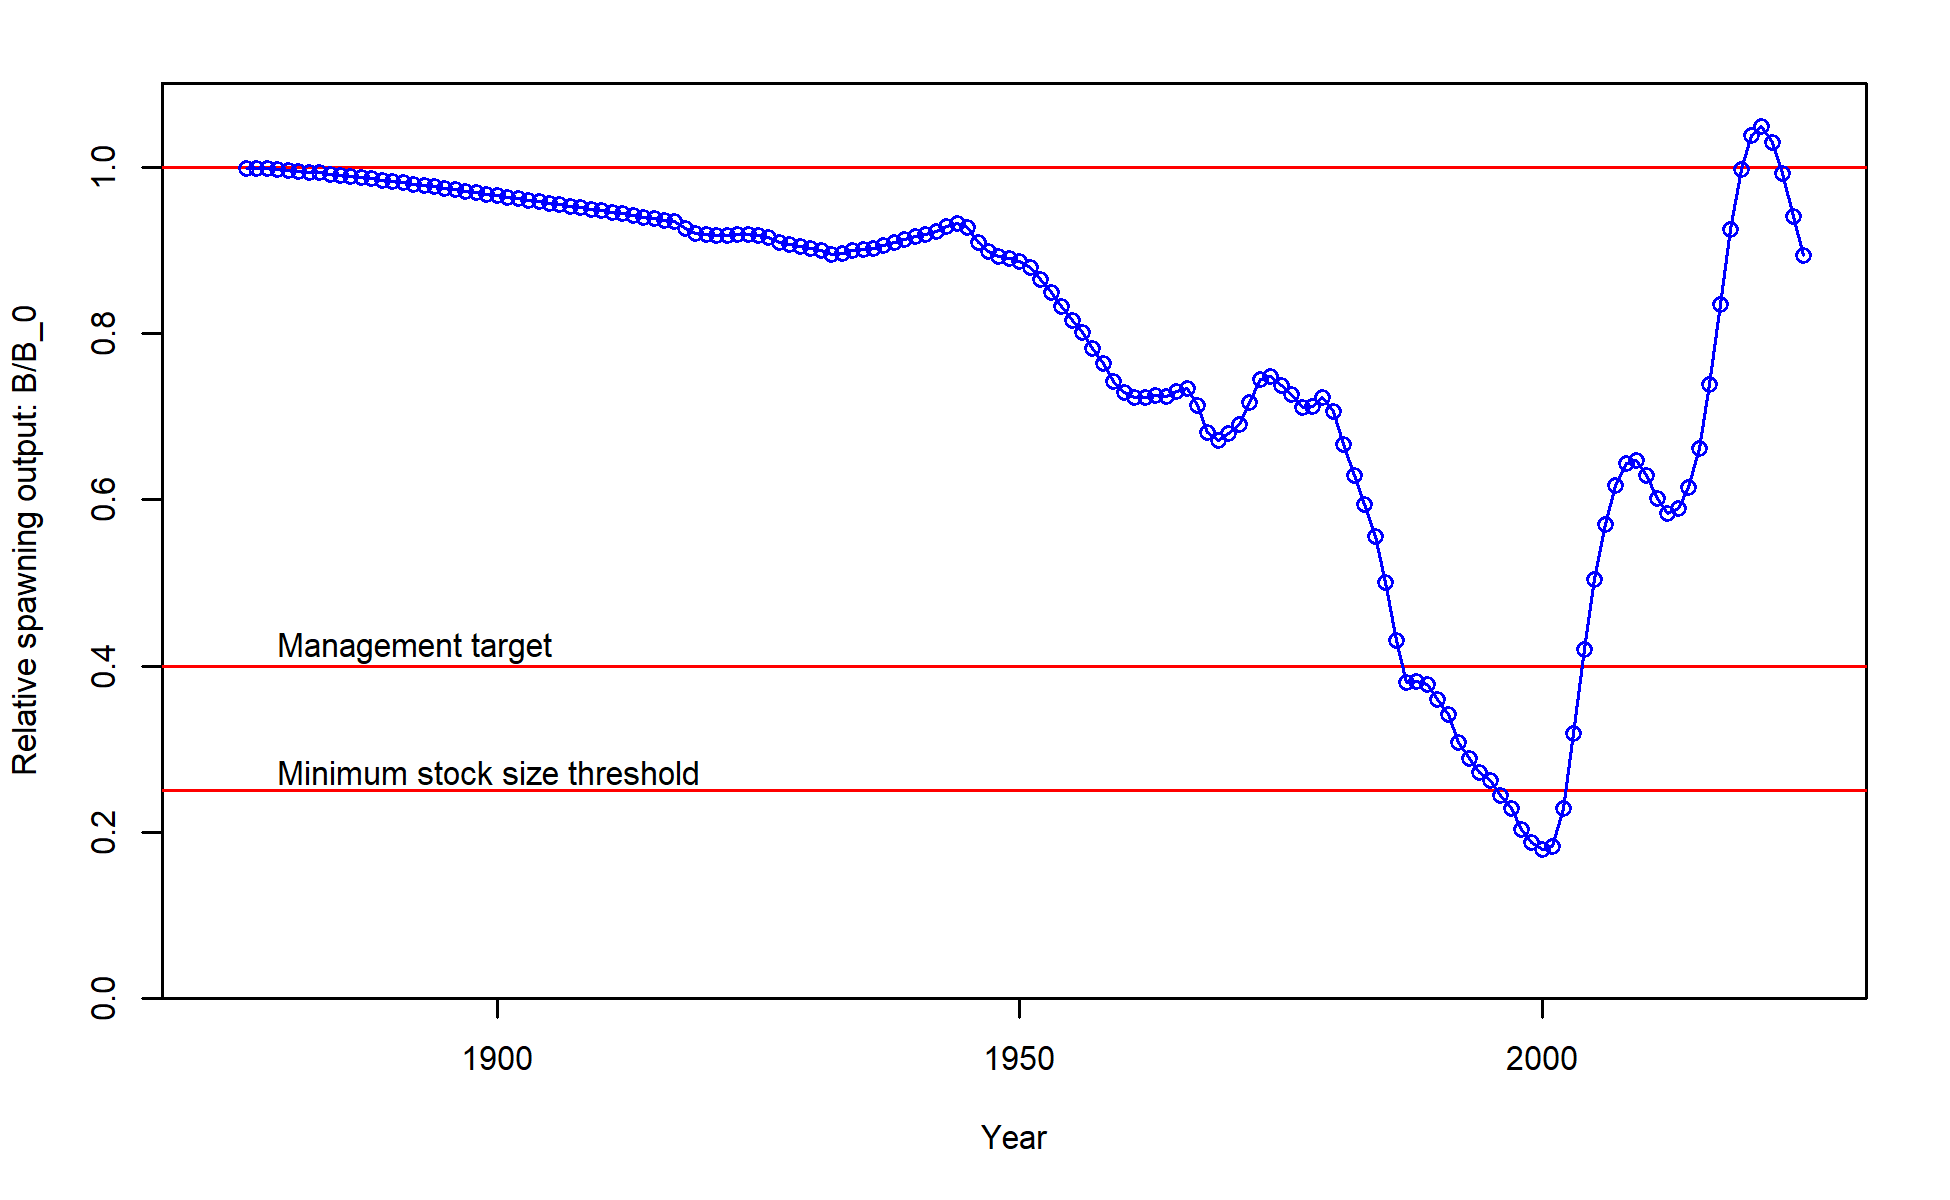 Relative spawning output: B/B_0
1.0
0.8
0.6
0.4
0.2
0.0
Management target
Minimum stock size threshold
1900
1950
2000
Year